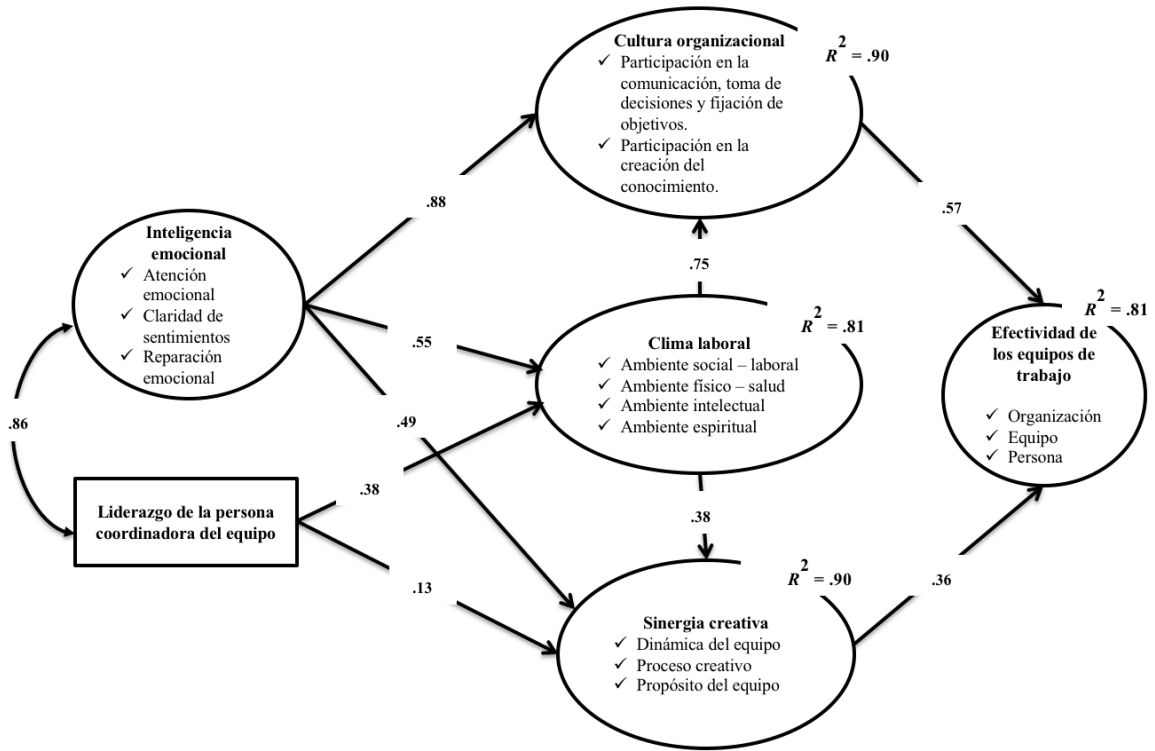 Cultura organizacional
✓ Participación en la
comunicación, toma de
decisiones y fijación de
objetivos.
✓ Participación en la
creación del
conocimiento.
R² = .90
.88
.57
Inteligencia
emocional
✓ Atención
emocional
✓ Claridad de
sentimientos
✓ Reparación
emocional
.75
.55
Clima laboral
✓ Ambiente social – laboral
✓ Ambiente físico – salud
✓ Ambiente intelectual
✓ Ambiente espiritual
R² = .81
Efectividad de
los equipos de
trabajo
✓ Organización
✓ Equipo
✓ Persona
R² = .81
.86
.49
.38
Liderazgo de la persona
coordinadora del equipo
.38
.13
.36
Sinergia creativa
✓ Dinámica del equipo
✓ Proceso creativo
✓ Propósito del equipo
R² = .90